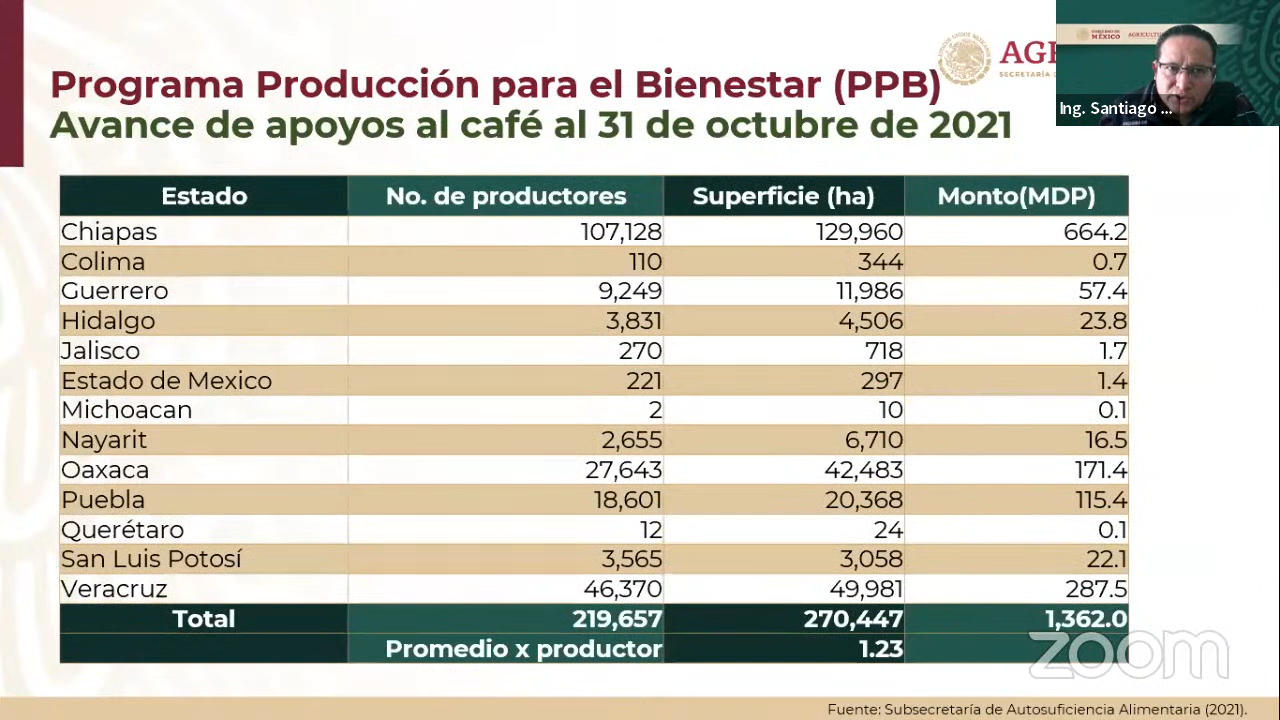 Programa Producción para el Bienestar (PPB)
Avance de apoyos al café al 31 de octubre de 2021
GOBIERNO DE MÉXICO
Ing. Santiago ...
Estado No. de productores Superficie (ha) Monto(MDP)
Chiapas 107,128 129,960 664.2
Colima 110 344 0.7
Guerrero 9,249 11,986 57.4
Hidalgo 3,831 4,506 23.8
Jalisco 270 718 1.7
Estado de Mexico 221 297 1.4
Michoacan 2 10 0.1
Nayarit 2,655 6,710 16.5
Oaxaca 27,643 42,483 171.4
Puebla 18,601 20,368 115.4
Querétaro 12 24 0.1
San Luis Potosí 3,565 3,058 22.1
Veracruz 46,370 49,981 287.5
Total 219,657 270,447 1,362.0
Promedio x productor 1.23
zoom
Fuente: Subsecretaría de Autosuficiencia Alimentaria (2021).